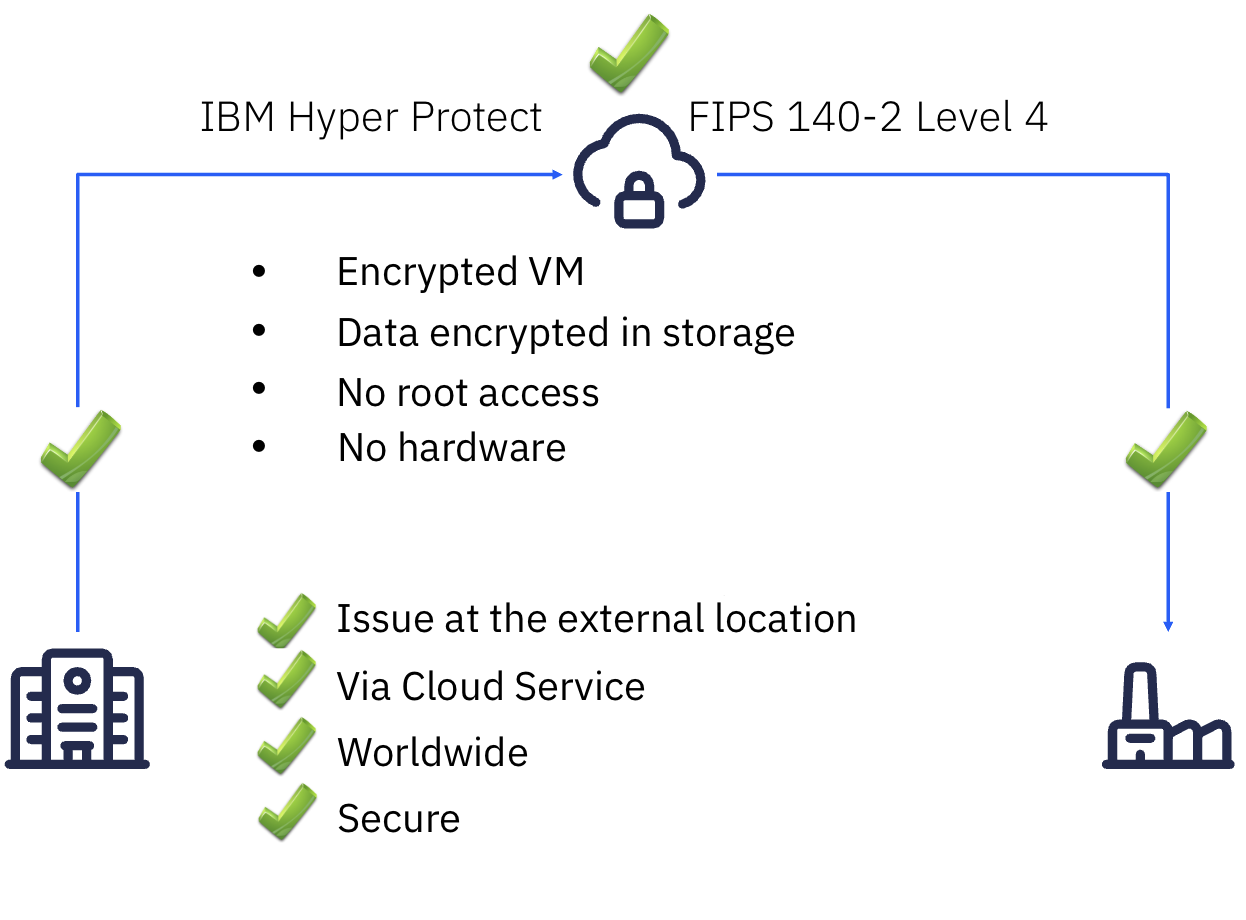 IBM Hyper Protect
FIPS 140-2 Level 4
• Encrypted VM
• Data encrypted in storage
• No root access
• No hardware
Issue at the external location
Via Cloud Service
Worldwide
Secure